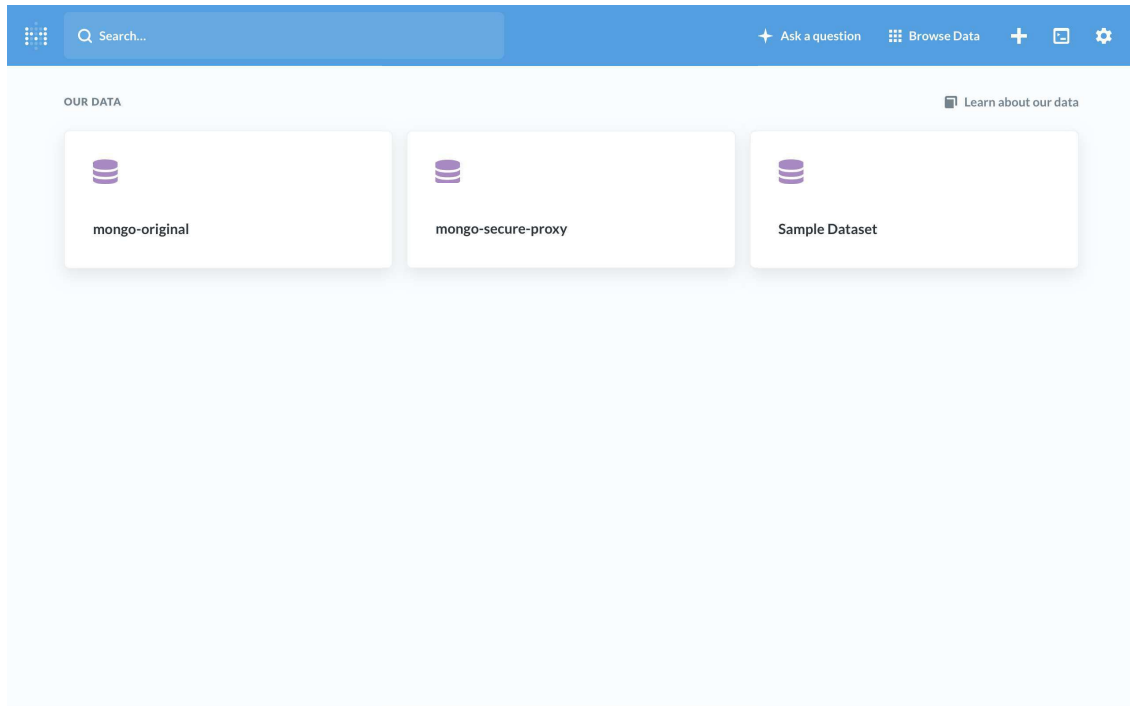 Search...
Ask a question
Browse Data
OUR DATA
Learn about our data
mongo-original
mongo-secure-proxy
Sample Dataset